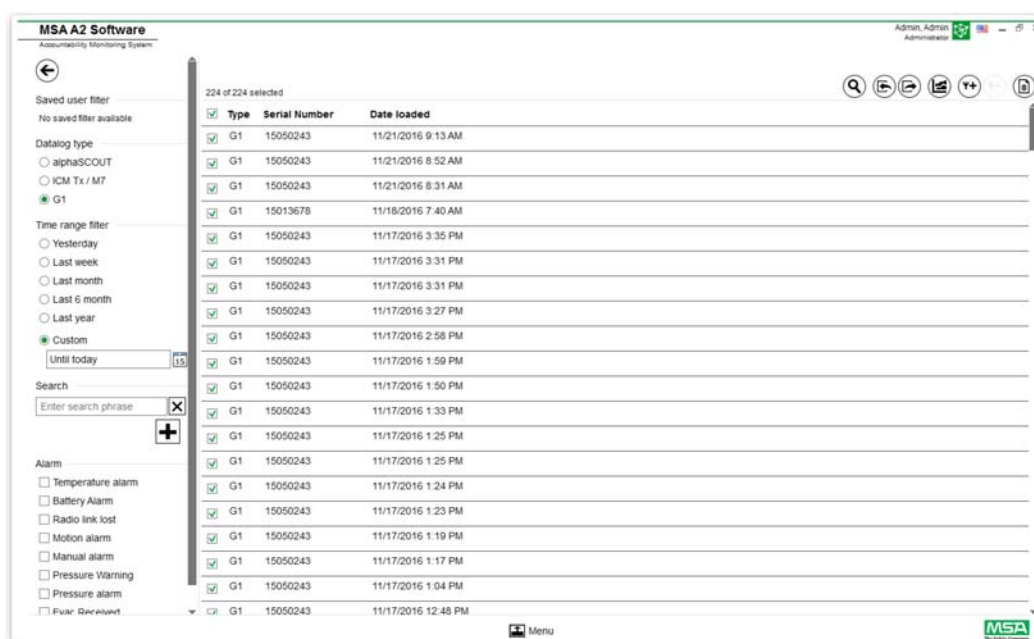 MSA A2 Software
Accountability Monitoring System
Admin, Admin
Administrator
Saved user filter
No saved filter available
Datalog type
alphaSCOUT
ICM Tx / M7
G1
Time range filter
Yesterday
Last week
Last month
Last 6 month
Last year
Custom
Until today
15
Search
Enter search phrase
Alarm
Temperature alarm
Battery Alarm
Radio link lost
Motion alarm
Manual alarm
Pressure Warning
Pressure alarm
Evac Received
224 of 224 selected
Type Serial Number Date loaded
G1 15050243 11/21/2016 9:13 AM
G1 15050243 11/21/2016 8:52 AM
G1 15050243 11/21/2016 8:31 AM
G1 15013678 11/18/2016 7:40 AM
G1 15050243 11/17/2016 3:35 PM
G1 15050243 11/17/2016 3:31 PM
G1 15050243 11/17/2016 3:31 PM
G1 15050243 11/17/2016 3:27 PM
G1 15050243 11/17/2016 2:58 PM
G1 15050243 11/17/2016 1:59 PM
G1 15050243 11/17/2016 1:50 PM
G1 15050243 11/17/2016 1:33 PM
G1 15050243 11/17/2016 1:25 PM
G1 15050243 11/17/2016 1:25 PM
G1 15050243 11/17/2016 1:24 PM
G1 15050243 11/17/2016 1:23 PM
G1 15050243 11/17/2016 1:19 PM
G1 15050243 11/17/2016 1:17 PM
G1 15050243 11/17/2016 1:04 PM
G1 15050243 11/17/2016 12:48 PM
Menu
MSA